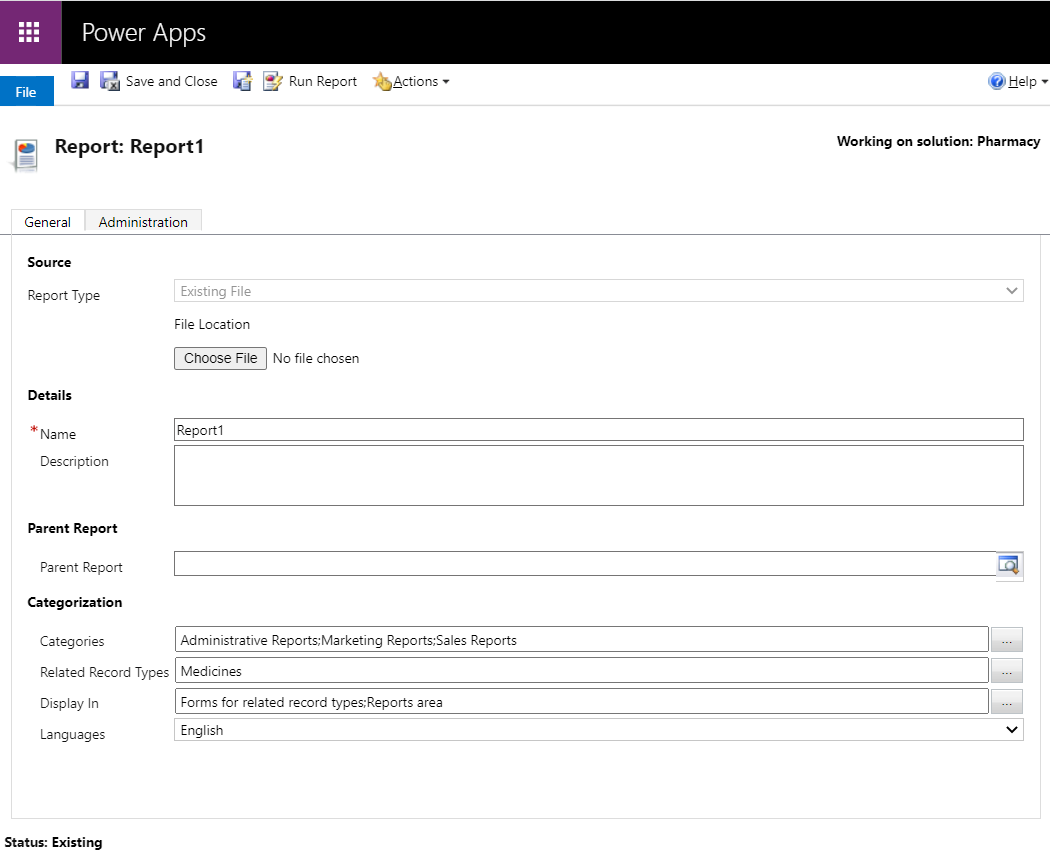 Power Apps
File Save and Close Run Report Actions Help
Report: Report1
Working on solution: Pharmacy
General Administration
Source
Report Type Existing File
File Location
Choose File No file chosen
Details
* Name Report1
Description
Parent Report
Parent Report
Categorization
Categories Administrative Reports;Marketing Reports;Sales Reports ...
Related Record Types Medicines ...
Display In Forms for related record types;Reports area ...
Languages English
Status: Existing